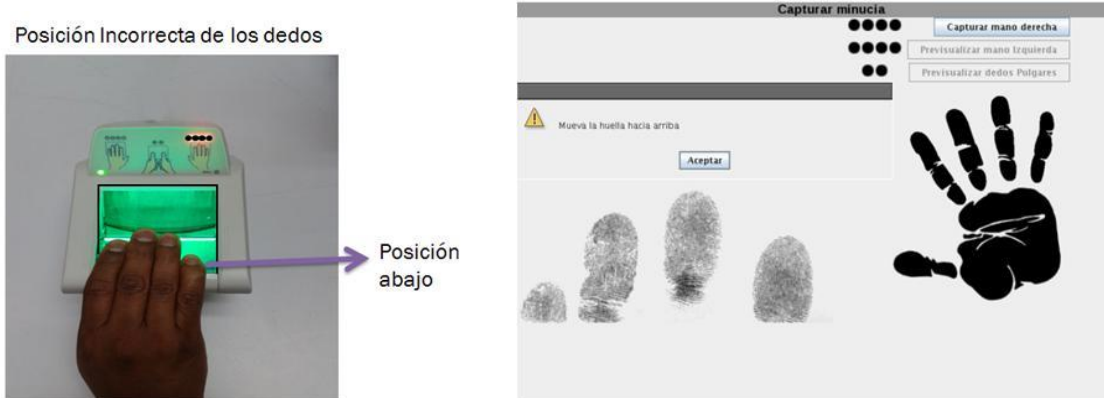 Posición Incorrecta de los dedos
Posición
abajo
Capturar minucia
Capturar mano derecha
Previsualizar mano Izquierda
Previsualizar dedos Pulgares
Mueva la huella hacia arriba
Aceptar